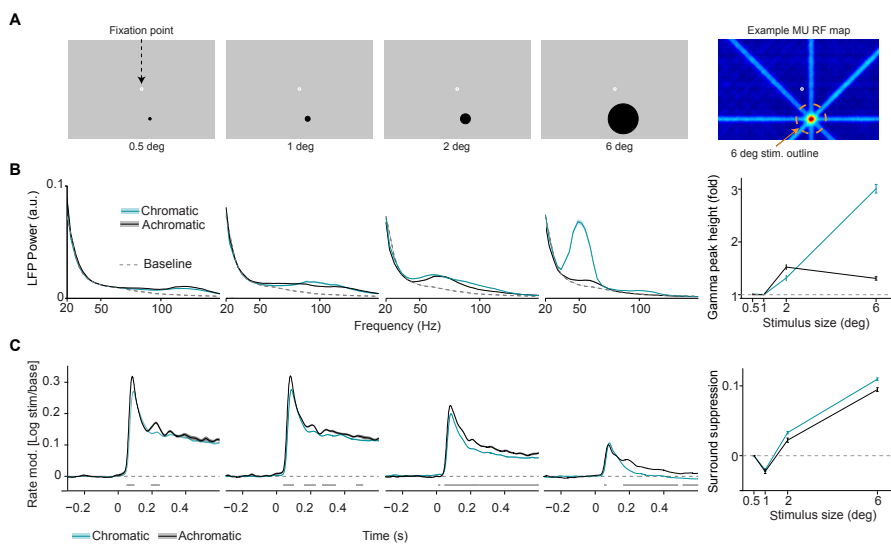 A
Fixation point
Example MU RF map
0.5 deg
1 deg
2 deg
6 deg
6 deg stim. outline
B
LFP Power (a.u.)
0.1
0
Chromatic
Achromatic
Baseline
20 50 100
20 50 100
20 50 100
20 50 100
Frequency (Hz)
Gamma peak height (fold)
3
2
1
0.5 1 2 6
Stimulus size (deg)
C
Rate mod. [Log stim/base]
0.3
0.2
0.1
0
−0.2 0 0.2 0.4
−0.2 0 0.2 0.4
−0.2 0 0.2 0.4
−0.2 0 0.2 0.4
Time (s)
Chromatic
Achromatic
Surround suppression
0.1
0
0.5 1 2 6
Stimulus size (deg)